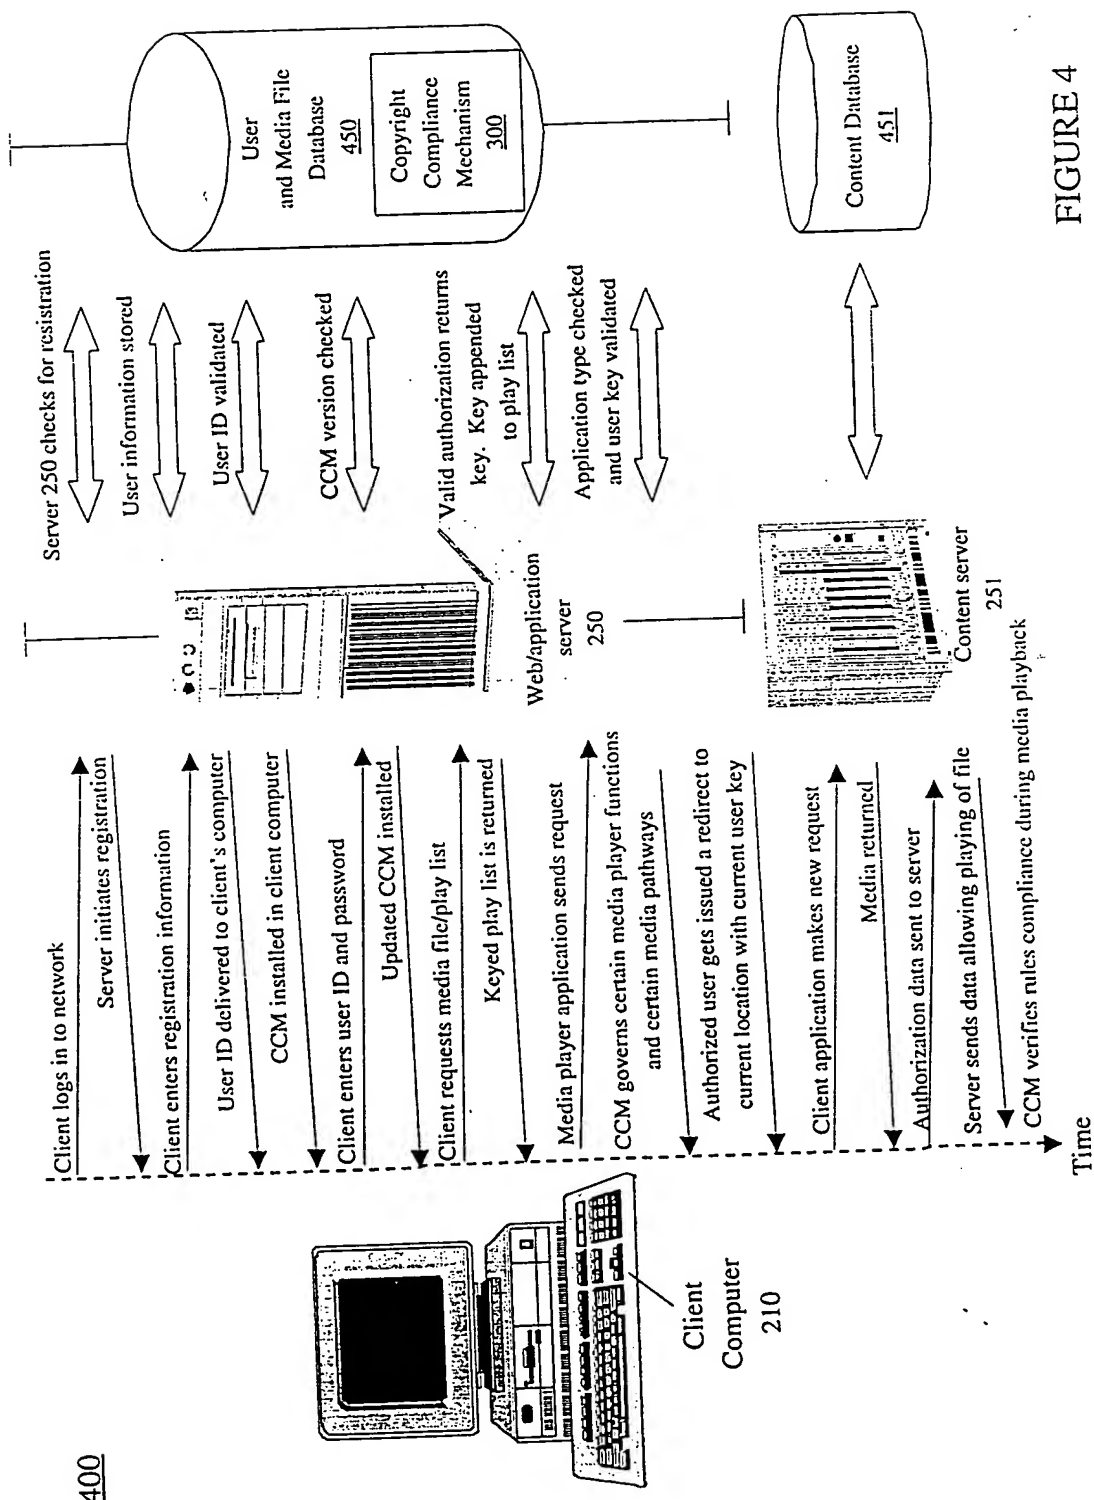 400
Client logs in to network
Server initiates registration
Client enters registration information
User ID delivered to client's computer
CCM installed in client computer
Client enters user ID and password
Updated CCM installed
Client requests media file/play list
Keyed play list is returned
Media player application sends request
CCM governs certain media player functions
and certain media pathways
Authorized user gets issued a redirect to
current location with current user key
Client application makes new request
Media returned
Authorization data sent to server
Server sends data allowing playing of file
CCM verifies rules compliance during media playback
Time
Client
Computer
210
Web/application
server
250
Content server
251
Server 250 checks for resistration
User information stored
User ID validated
CCM version checked
Valid authorization returns
key. Key appended
to play list
Application type checked
and user key validated
User
and Media File
Database
450
Copyright
Compliance
Mechanism
300
Content Database
451
FIGURE 4